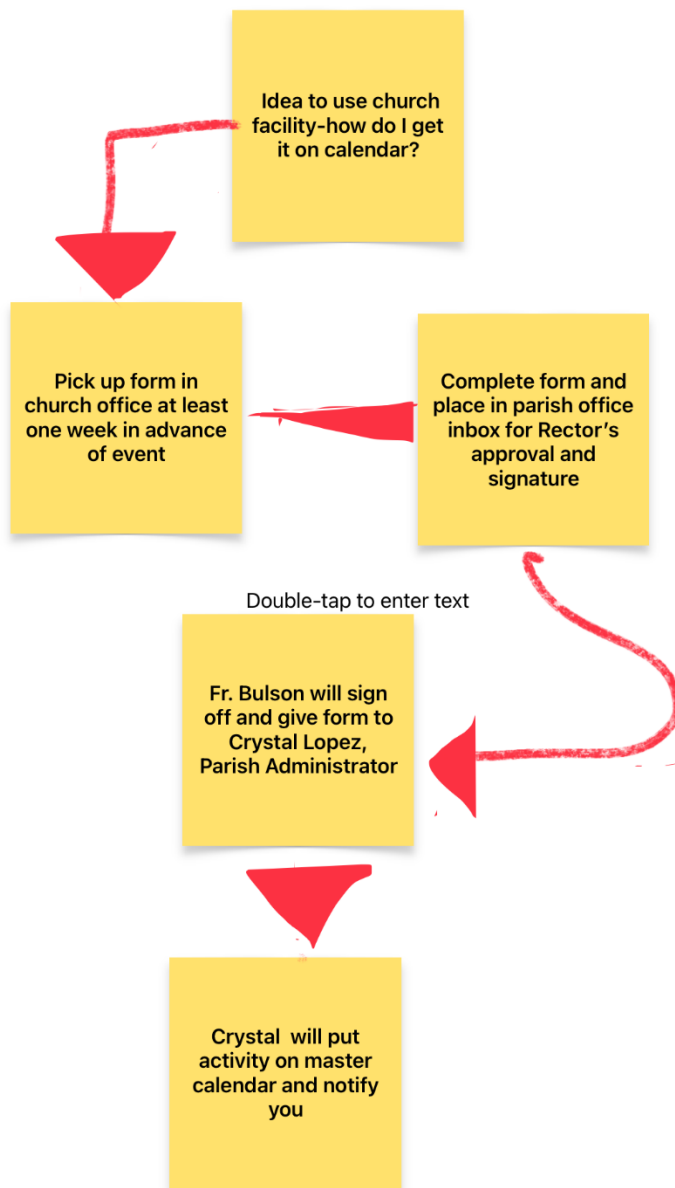 Idea to use church
facility-how do I get
it on calendar?
Pick up form in
church office at least
one week in advance
of event
Complete form and
place in parish office
inbox for Rector’s
approval and
signature
Double-tap to enter text
Fr. Bulson will sign
off and give form to
Crystal Lopez,
Parish Administrator
Crystal  will put
activity on master
calendar and notify
you